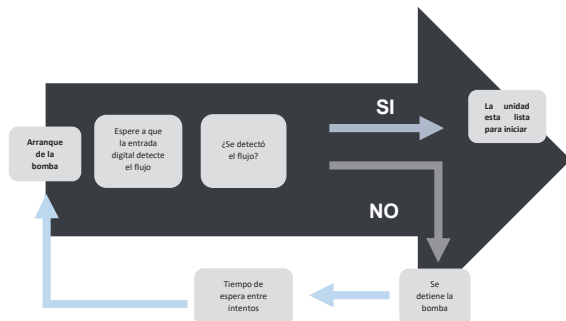 Arranque
de la
bomba
Espere a que
la entrada
digital detecte
el flujo
¿Se detectó
el flujo?
SI
La unidad
esta lista
para iniciar
NO
Se
detiene la
bomba
Tiempo de
espera entre
intentos